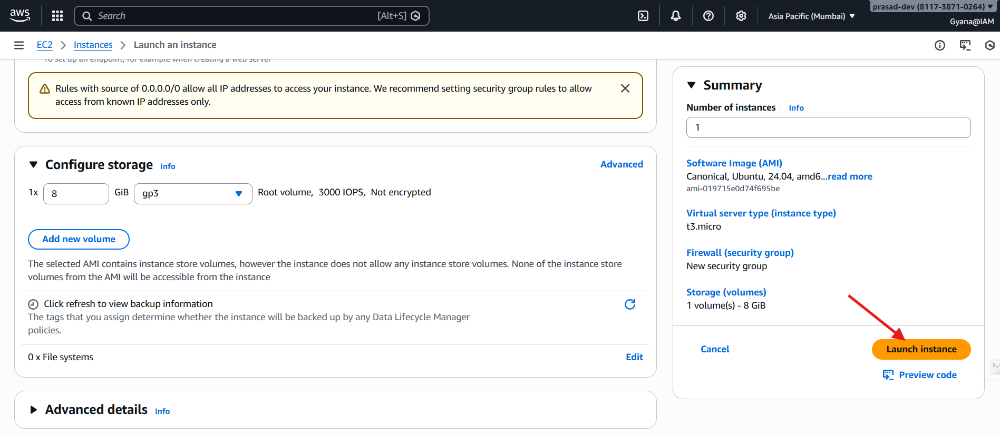 aws
Search
[Alt+S]
Asia Pacific (Mumbai)
prasad-dev (8117-3871-0264)
Gyana@IAM
EC2
Instances
Launch an instance
To set up an endpoint, for example when creating a web server
Rules with source of 0.0.0.0/0 allow all IP addresses to access your instance. We recommend setting security group rules to allow
access from known IP addresses only.
Configure storage
Info
Advanced
1x
8
GiB
gp3
Root volume, 3000 IOPS, Not encrypted
Add new volume
The selected AMI contains instance store volumes, however the instance does not allow any instance store volumes. None of the instance store
volumes from the AMI will be accessible from the instance
Click refresh to view backup information
The tags that you assign determine whether the instance will be backed up by any Data Lifecycle Manager
policies.
0 x File systems
Edit
Advanced details
Info
Summary
Number of instances
Info
1
Software Image (AMI)
Canonical, Ubuntu, 24.04, amd6...read more
ami-019715e0d74f695be
Virtual server type (instance type)
t3.micro
Firewall (security group)
New security group
Storage (volumes)
1 volume(s) - 8 GiB
Cancel
Launch instance
Preview code